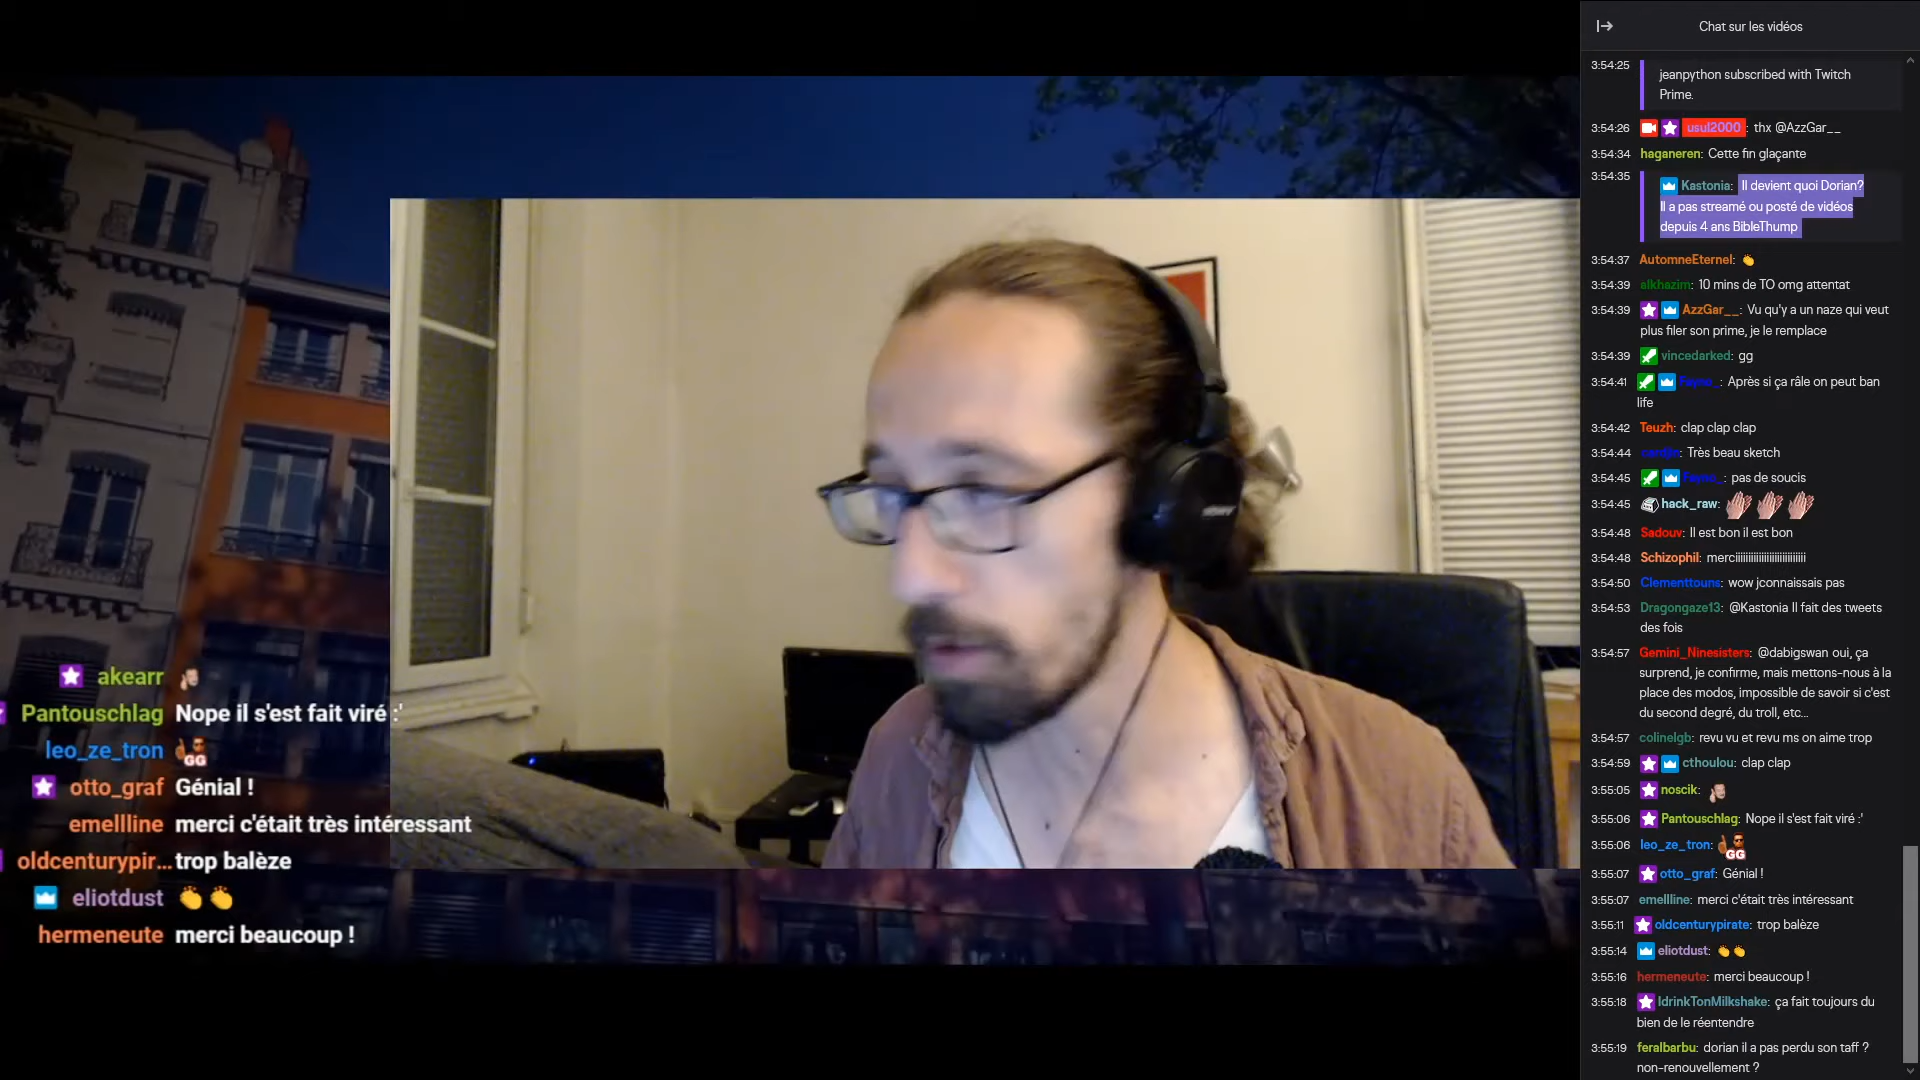 akearr
Pantouschlag Nope il s'est fait viré :'
leo_ze_tron GG
otto_graf Génial !
emellline merci c'était très intéressant
oldcenturypir... trop balèze
eliotdust
hermeneute merci beaucoup !
SONY
Chat sur les vidéos
3:54:25 jeanpython subscribed with Twitch
Prime.
3:54:26 usul2000: thx @AzzGar__
3:54:34 haganeren: Cette fin glaçante
3:54:35 Kastonia: Il devient quoi Dorian?
Il a pas streamé ou posté de vidéos
depuis 4 ans BibleThump
3:54:37 AutomneEternel:
3:54:39 alkhazim: 10 mins de TO omg attentat
3:54:39 AzzGar__: Vu qu'y a un naze qui veut
plus filer son prime, je le remplace
3:54:39 vincedarked: gg
3:54:41 Fayno_: Après si ça râle on peut ban
life
3:54:42 Teuzh: clap clap clap
3:54:44 : Très beau sketch
3:54:45 Fayno_: pas de soucis
3:54:45 hack_raw:
3:54:48 Sadouv: Il est bon il est bon
3:54:48 Schizophil: merciiiiiiiiiiiiiiiiiiiiiiiiiii
3:54:50 Clementtouns: wow jconnaissais pas
3:54:53 Dragongaze13: @Kastonia Il fait des tweets
des fois
3:54:57 Gemini_Ninesisters: @dabigswan oui, ça
surprend, je confirme, mais mettons-nous à la
place des modos, impossible de savoir si c'est
du second degré, du troll, etc...
3:54:57 colinelgb: revu vu et revu ms on aime trop
3:54:59 cthoulou: clap clap
3:55:05 noscik:
3:55:06 Pantouschlag: Nope il s'est fait viré :'
3:55:06 leo_ze_tron: GG
3:55:07 otto_graf: Génial !
3:55:07 emellline: merci c'était très intéressant
3:55:11 oldcenturypirate: trop balèze
3:55:14 eliotdust:
3:55:16 hermeneute: merci beaucoup !
3:55:18 IdrinkTonMilkshake: ça fait toujours du
bien de le réentendre
3:55:19 feralbarbu: dorian il a pas perdu son taff ?
non-renouvellement ?